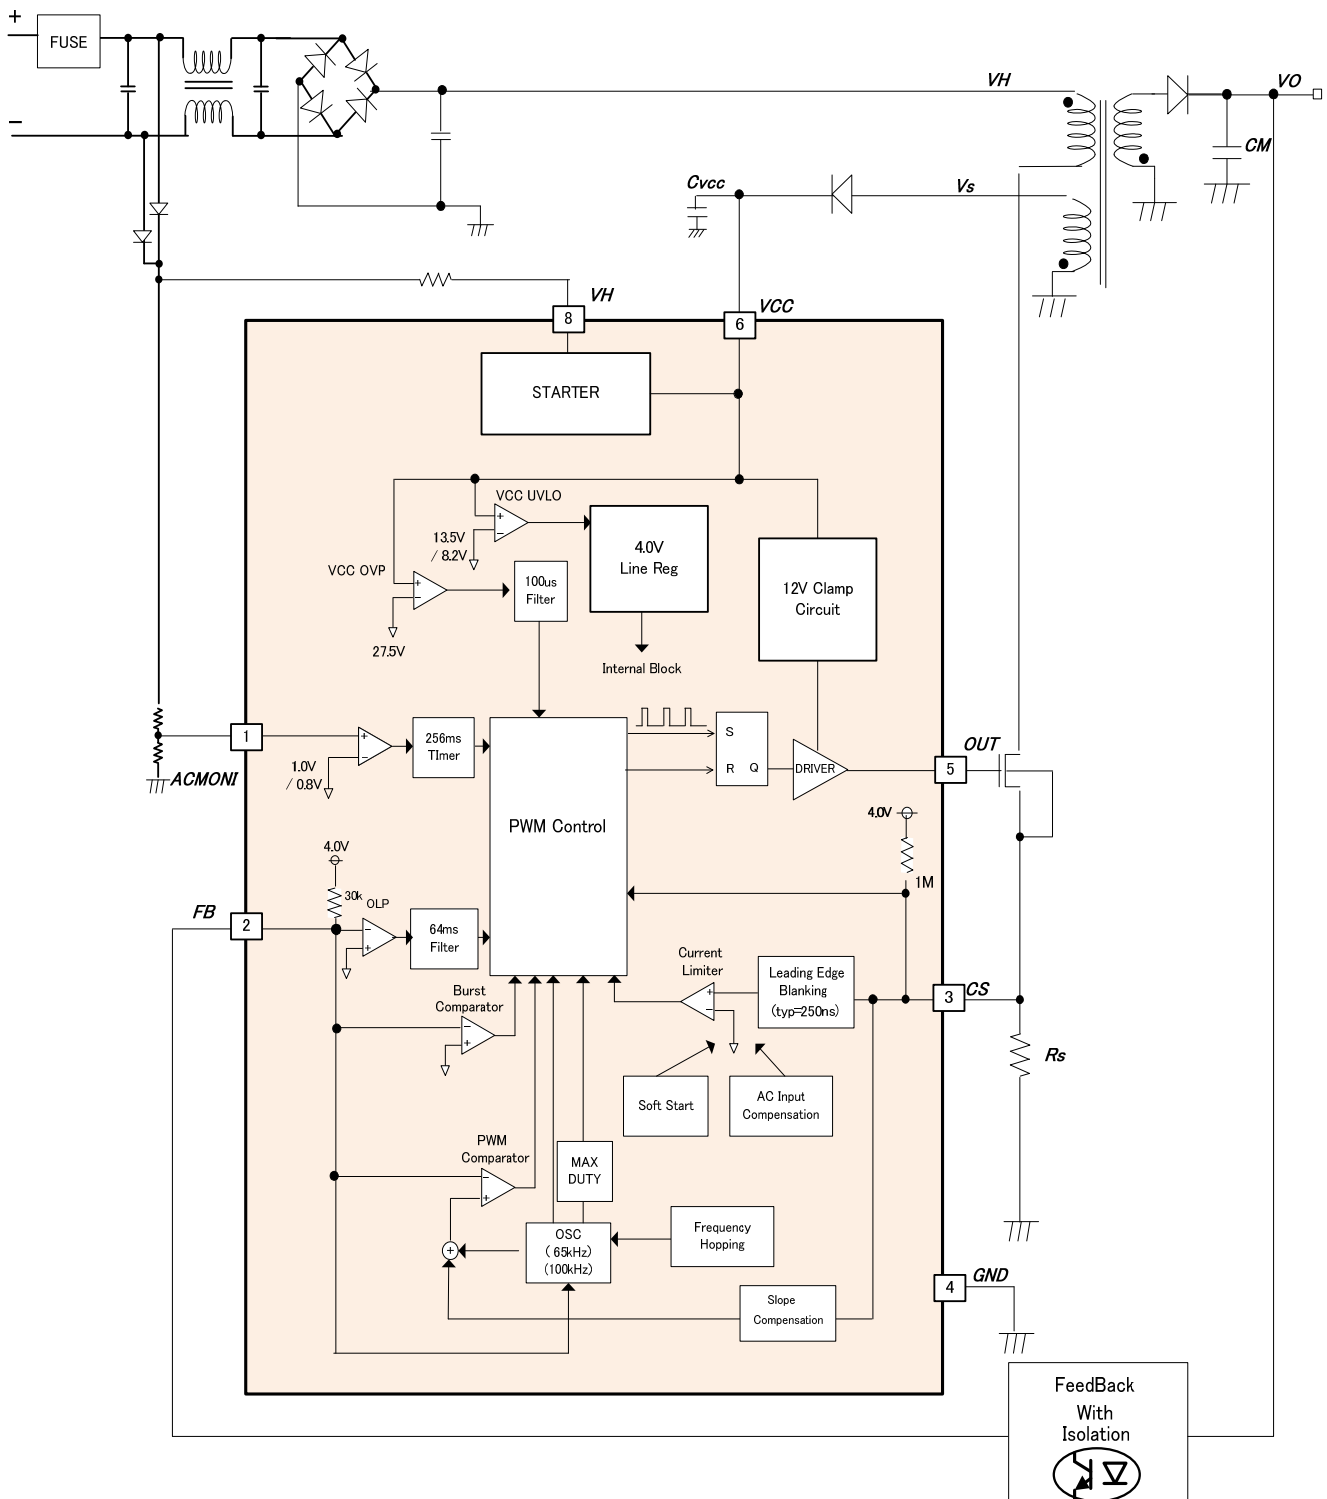 +
FUSE
−
VH
VO
CM
Cvcc
Vs
VH
8
VCC
6
STARTER
VCC UVLO
+
−
13.5V
/ 8.2V
4.0V
Line Reg
VCC OVP
+
−
27.5V
100us
Filter
12V Clamp
Circuit
Internal Block
1
ACMONI
+
−
1.0V
/ 0.8V
256ms
TImer
PWM Control
S
R Q
DRIVER
OUT
5
4.0V
1M
4.0V
30k
OLP
FB
2
−
+
64ms
Filter
Burst
Comparator
−
+
Current
Limiter
+
−
Leading Edge
Blanking
(typ=250ns)
3
CS
Rs
Soft Start
AC Input
Compensation
PWM
Comparator
−
+
MAX
DUTY
+
OSC
( 65kHz)
(100kHz)
Frequency
Hopping
Slope
Compensation
4
GND
FeedBack
With
Isolation